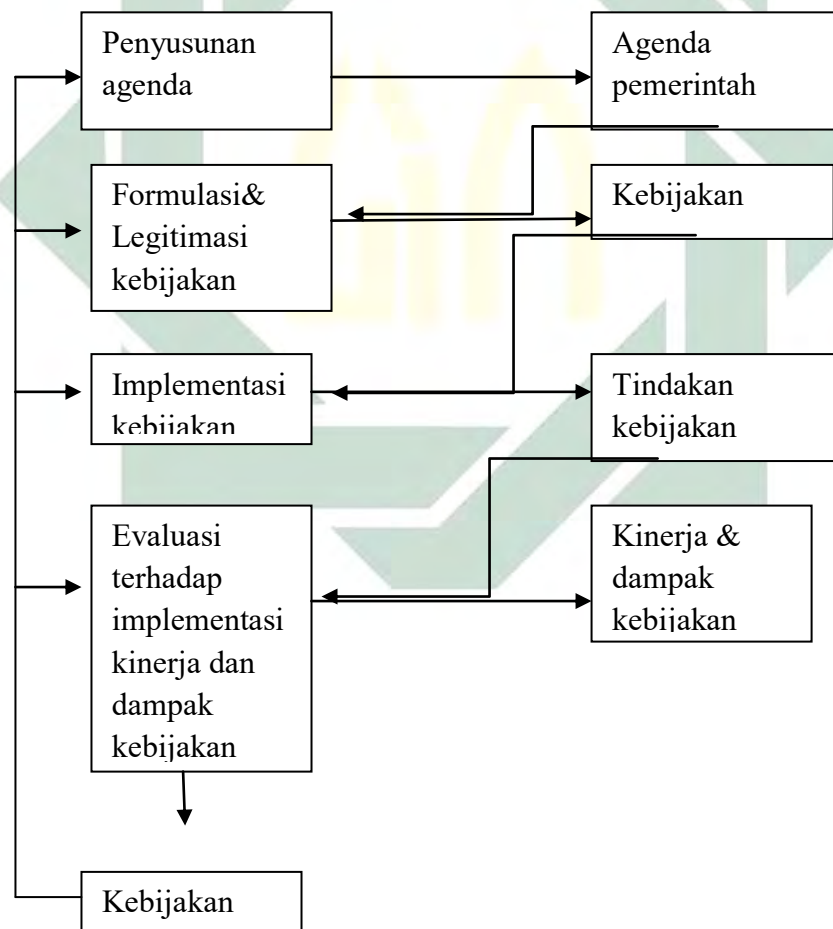 Penyusunan
agenda
Agenda
pemerintah
Formulasi&
Legitimasi
kebijakan
Kebijakan
Implementasi
kebijakan
Tindakan
kebijakan
Evaluasi
terhadap
implementasi
kinerja dan
dampak
kebijakan
Kinerja &
dampak
kebijakan
Kebijakan